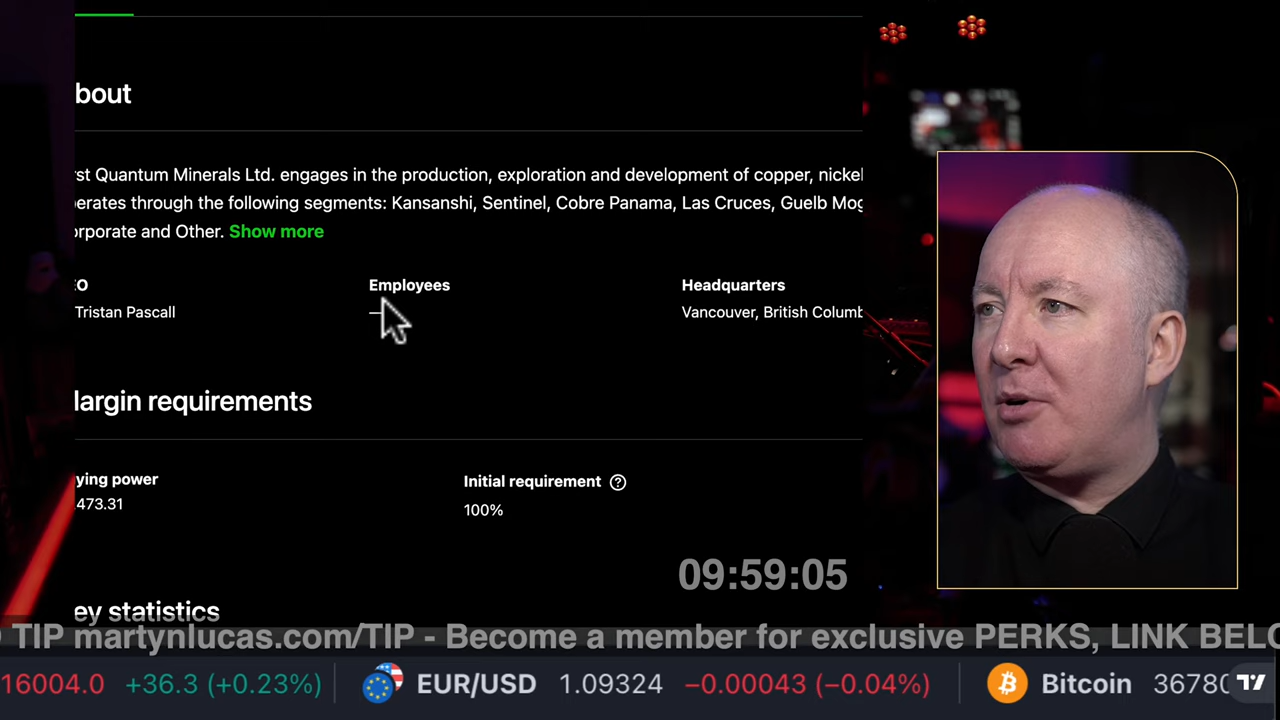 bout
rst Quantum Minerals Ltd. engages in the production, exploration and development of copper, nickel
erates through the following segments: Kansanshi, Sentinel, Cobre Panama, Las Cruces, Guelb Mog
orporate and Other. Show more
EO Employees Headquarters
Tristan Pascall — Vancouver, British Columb
Margin requirements
ying power Initial requirement ?
.473.31 100%
09:59:05
ey statistics
TIP martynlucas.com/TIP - Become a member for exclusive PERKS, LINK BELO
16004.0 +36.3 (+0.23%) EUR/USD 1.09324 −0.00043 (−0.04%) Bitcoin 36780